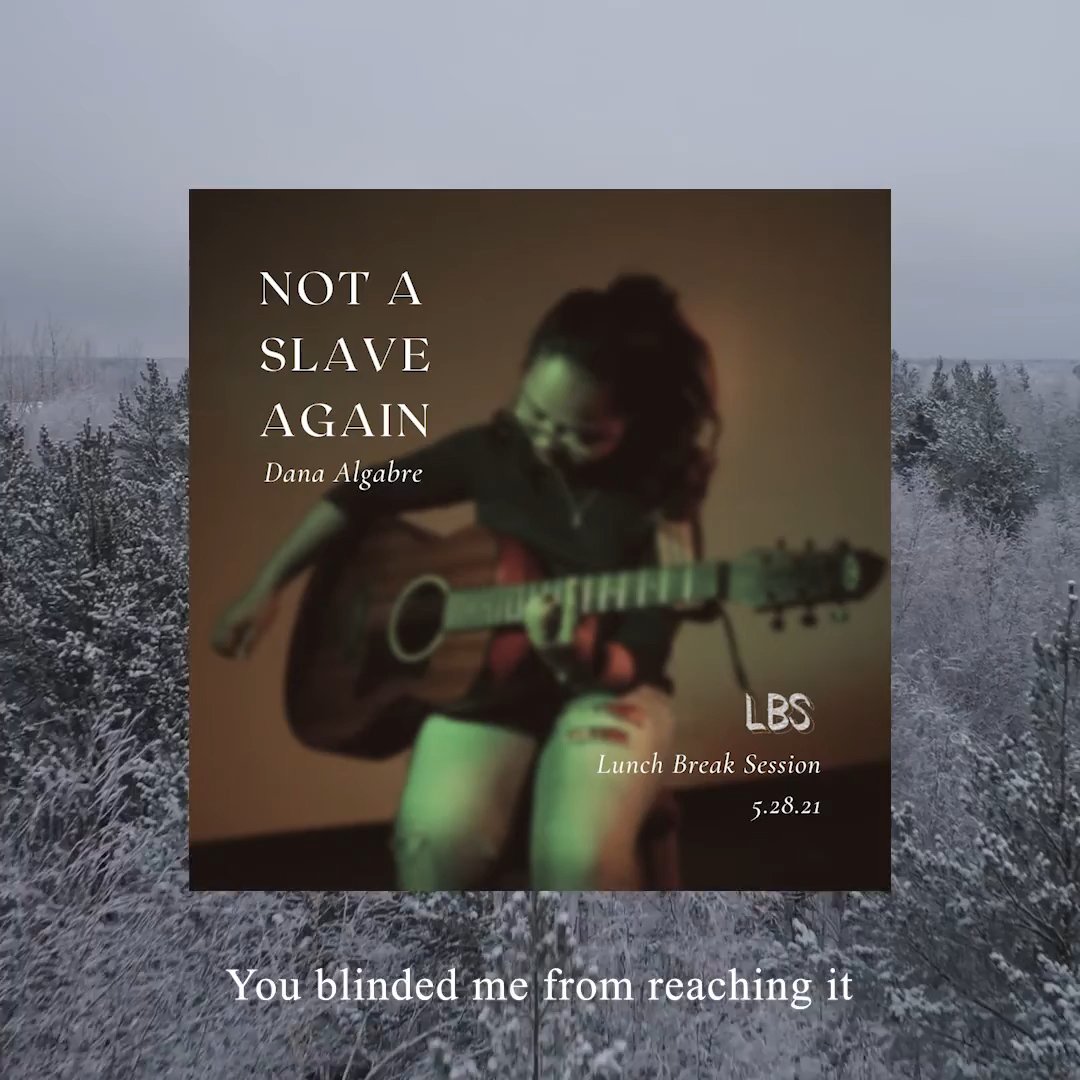 NOT A
SLAVE
AGAIN
Dana Algabre
LBS
Lunch Break Session
5.28.21
You blinded me from reaching it